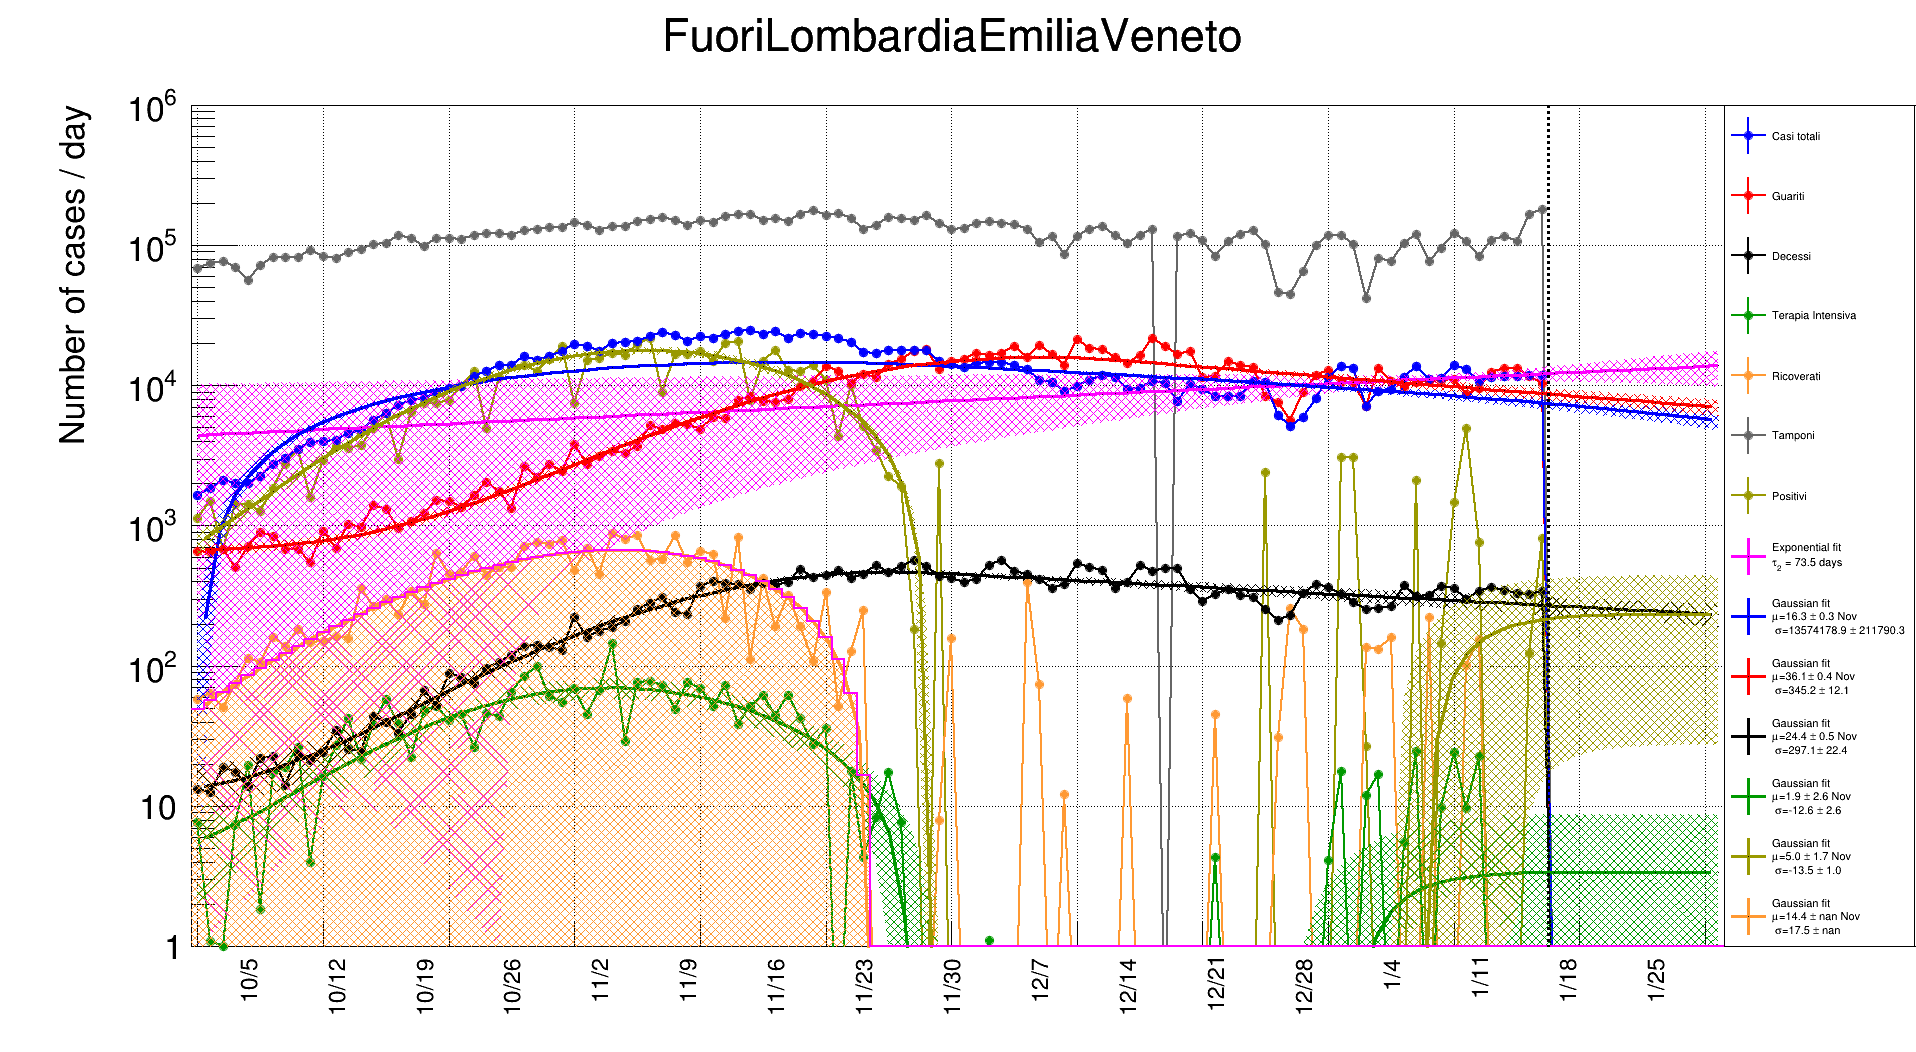 FuoriLombardiaEmiliaVeneto
Number of cases / day
10^6
10^5
10^4
10^3
10^2
10
1
10/5
10/12
10/19
10/26
11/2
11/9
11/16
11/23
11/30
12/7
12/14
12/21
12/28
1/4
1/11
1/18
1/25
Casi totali
Guariti
Decessi
Terapia Intensiva
Ricoverati
Tamponi
Positivi
Exponential fit
τ₂ = 73.5 days
Gaussian fit
μ=16.3 ± 0.3 Nov
σ=13574178.9 ± 211790.3
Gaussian fit
μ=36.1 ± 0.4 Nov
σ=345.2 ± 12.1
Gaussian fit
μ=24.4 ± 0.5 Nov
σ=297.1 ± 22.4
Gaussian fit
μ=1.9 ± 2.6 Nov
σ=-12.6 ± 2.6
Gaussian fit
μ=5.0 ± 1.7 Nov
σ=-13.5 ± 1.0
Gaussian fit
μ=14.4 ± nan Nov
σ=17.5 ± nan